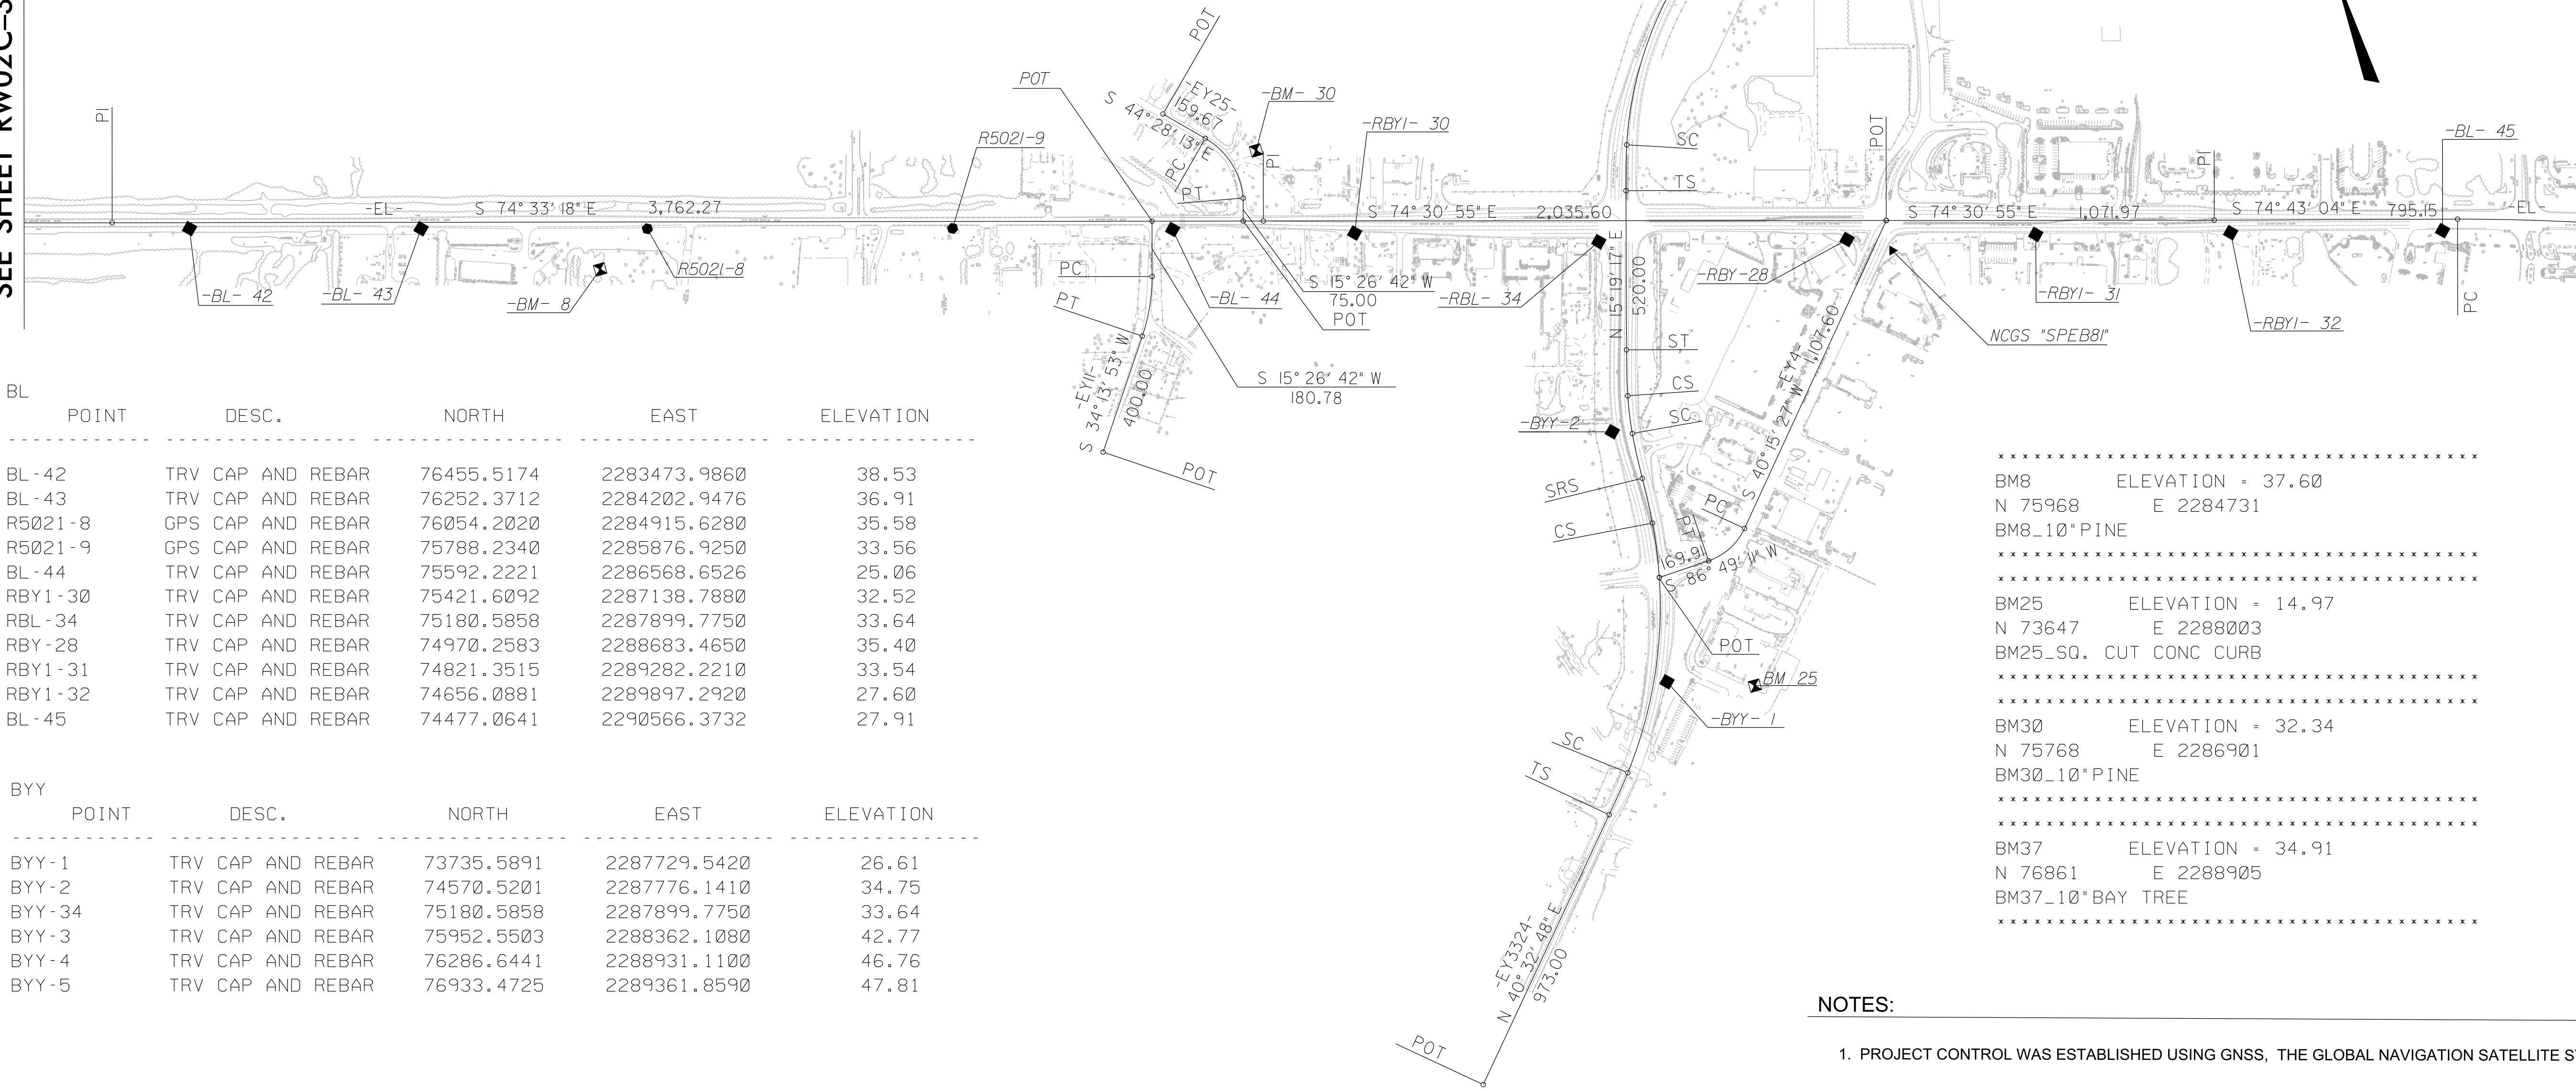 SEE SHEET RW02C-3
PI
-BL- 42
-BL- 43
-EL-
S 74° 33' 18" E
3,762.27
-BM- 8
R5021-8
R5021-9
POT
PC
PT
-EY11-
S 34° 13' 53" W
400.00
POT
POT
-EY25-
159.67
S 44° 28' 13" E
PC
PT
-BM- 30
PI
-RBY1- 30
-BL- 44
S 15° 26' 42" W
75.00
POT
S 15° 26' 42" W
180.78
S 74° 30' 55" E
2,035.60
-RBL- 34
N 15° 19' 17" E
520.00
SC
TS
ST
CS
SC
-BYY-2
SRS
CS
POT
-RBY-28
-EY4-
1,107.60
S 40° 15' 27" W
PC
PT
169.91
S 86° 49' 11" W
POT
BM 25
-BYY- 1
SC
TS
-EY3324-
N 40° 32' 48" E
973.00
POT
S 74° 30' 55" E
1,071.97
NCGS "SPEB81"
-RBY1- 31
PI
S 74° 43' 04" E
795.15
-RBY1- 32
-BL- 45
PC
-EL-
BL
POINT DESC. NORTH EAST ELEVATION
BL-42 TRV CAP AND REBAR 76455.5174 2283473.9860 38.53
BL-43 TRV CAP AND REBAR 76252.3712 2284202.9476 36.91
R5021-8 GPS CAP AND REBAR 76054.2020 2284915.6280 35.58
R5021-9 GPS CAP AND REBAR 75788.2340 2285876.9250 33.56
BL-44 TRV CAP AND REBAR 75592.2221 2286568.6526 25.06
RBY1-30 TRV CAP AND REBAR 75421.6092 2287138.7880 32.52
RBL-34 TRV CAP AND REBAR 75180.5858 2287899.7750 33.64
RBY-28 TRV CAP AND REBAR 74970.2583 2288683.4650 35.40
RBY1-31 TRV CAP AND REBAR 74821.3515 2289282.2210 33.54
RBY1-32 TRV CAP AND REBAR 74656.0881 2289897.2920 27.60
BL-45 TRV CAP AND REBAR 74477.0641 2290566.3732 27.91
BYY
POINT DESC. NORTH EAST ELEVATION
BYY-1 TRV CAP AND REBAR 73735.5891 2287729.5420 26.61
BYY-2 TRV CAP AND REBAR 74570.5201 2287776.1410 34.75
BYY-34 TRV CAP AND REBAR 75180.5858 2287899.7750 33.64
BYY-3 TRV CAP AND REBAR 75952.5503 2288362.1080 42.77
BYY-4 TRV CAP AND REBAR 76286.6441 2288931.1100 46.76
BYY-5 TRV CAP AND REBAR 76933.4725 2289361.8590 47.81
BM8 ELEVATION = 37.60
N 75968 E 2284731
BM8_10"PINE
BM25 ELEVATION = 14.97
N 73647 E 2288003
BM25_SQ. CUT CONC CURB
BM30 ELEVATION = 32.34
N 75768 E 2286901
BM30_10"PINE
BM37 ELEVATION = 34.91
N 76861 E 2288905
BM37_10"BAY TREE
NOTES:
1. PROJECT CONTROL WAS ESTABLISHED USING GNSS, THE GLOBAL NAVIGATION SATELLITE S